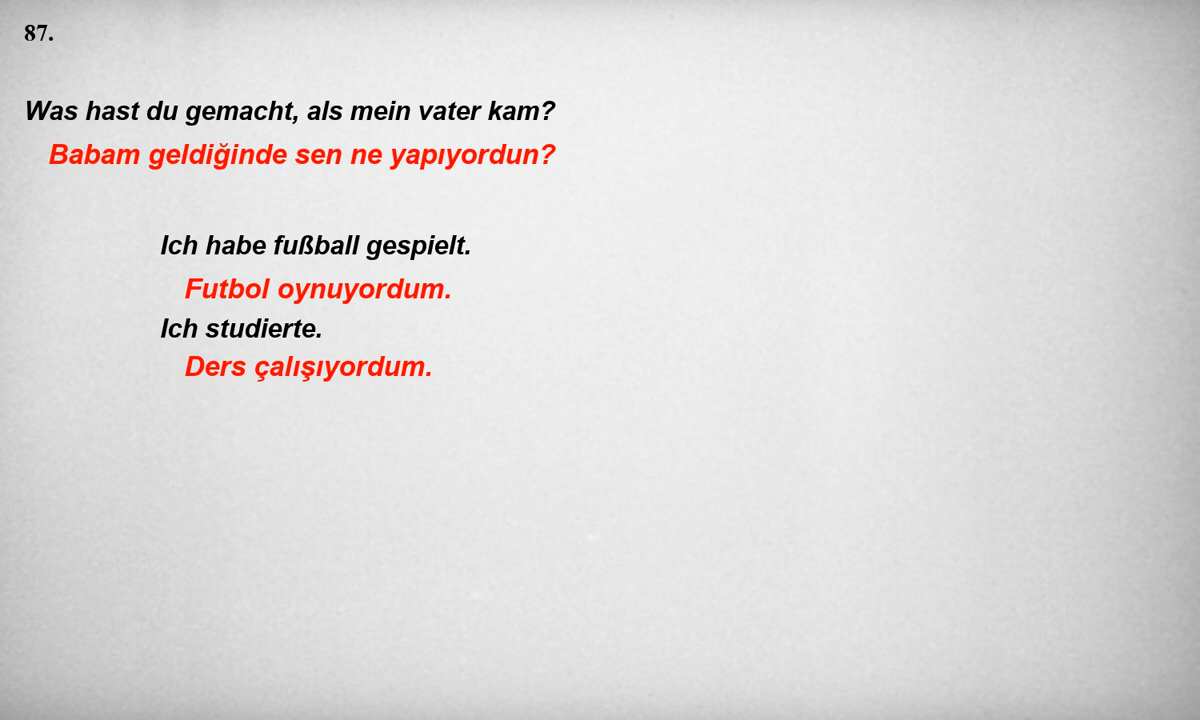 87.
Was hast du gemacht, als mein vater kam?
Babam geldiğinde sen ne yapıyordun?
Ich habe fußball gespielt.
Futbol oynuyordum.
Ich studierte.
Ders çalışıyordum.